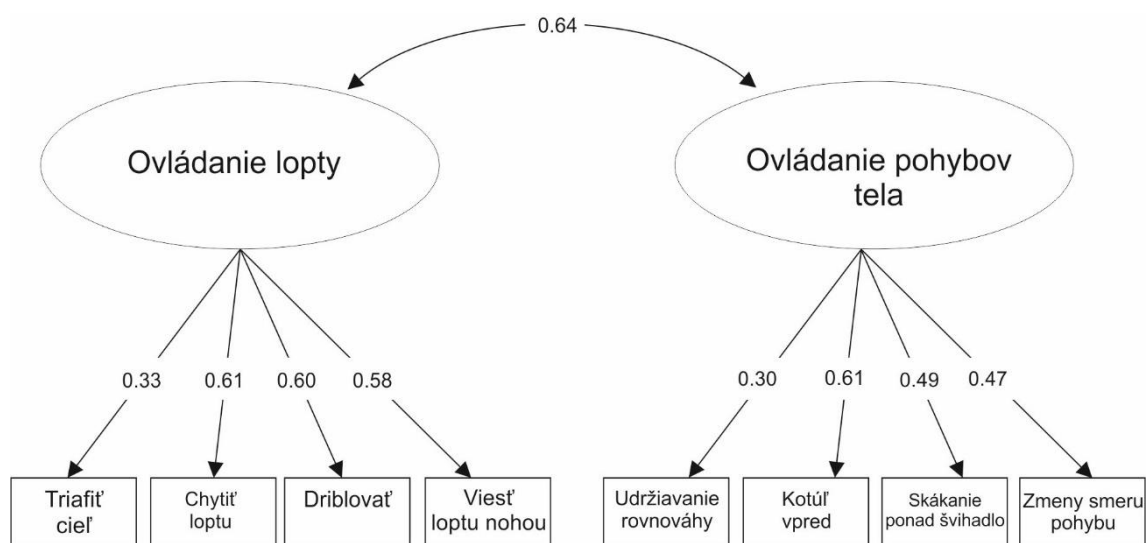 0.64
Ovládanie lopty
Ovládanie pohybov
tela
0.33 0.61 0.60 0.58
0.30 0.61 0.49 0.47
Triafiť
cieľ
Chytiť
loptu
Driblovať
Viesť
loptu nohou
Udržiavanie
rovnováhy
Kotúľ
vpred
Skákanie
ponad švihadlo
Zmeny smeru
pohybu